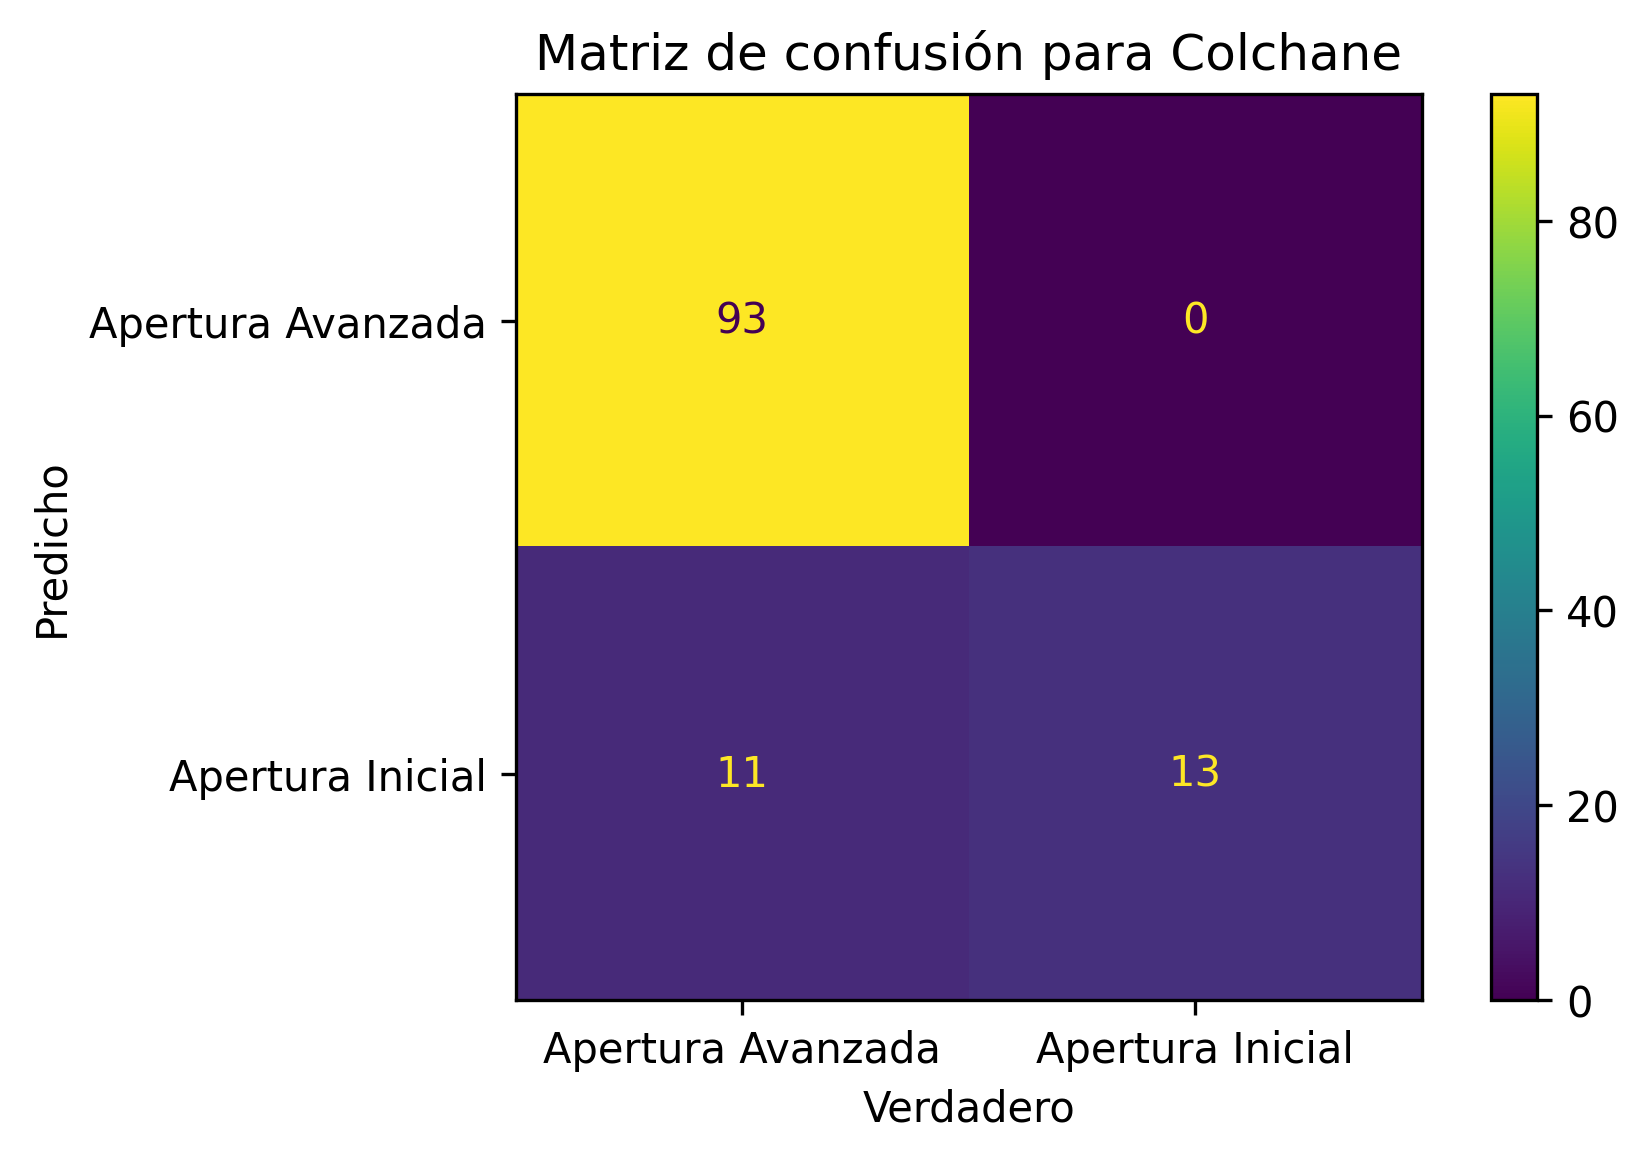 Matriz de confusión para Colchane
Predicho
Apertura Avanzada
93
0
Apertura Inicial
11
13
Apertura Avanzada
Apertura Inicial
Verdadero
80
60
40
20
0